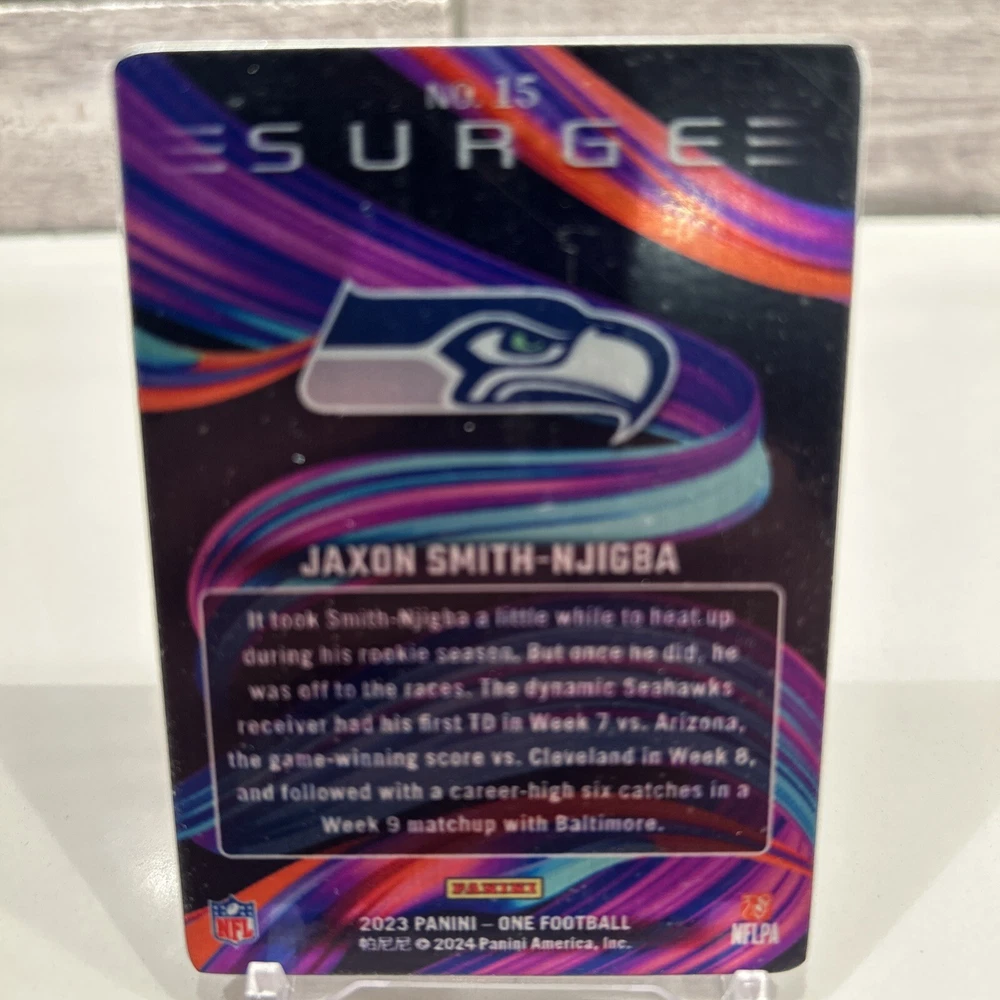 NO. 15
SURGE
JAXON SMITH-NJIGBA
It took Smith-Njigba a little while to heat up
during his rookie season. But once he did, he
was off to the races. The dynamic Seahawks
receiver had his first TD in Week 7 vs. Arizona,
the game-winning score vs. Cleveland in Week 8,
and followed with a career-high six catches in a
Week 9 matchup with Baltimore.
PANINI
NFL
2023 PANINI – ONE FOOTBALL
帕尼尼 © 2024 Panini America, Inc.
NFLPA